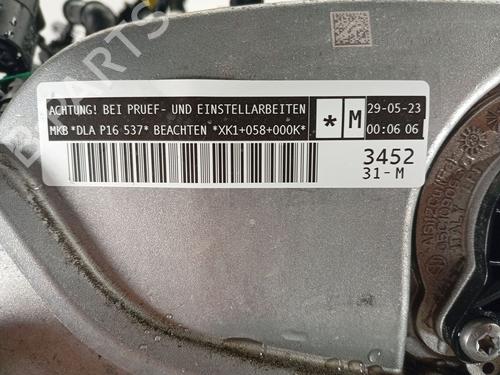 ACHTUNG! BEI PRUEF- UND EINSTELLARBEITEN
MKB *DLA P16 537* BEACHTEN *XK1+058+000K*
* M
29-05-23
00:06 06
3452
31-M
ITALY